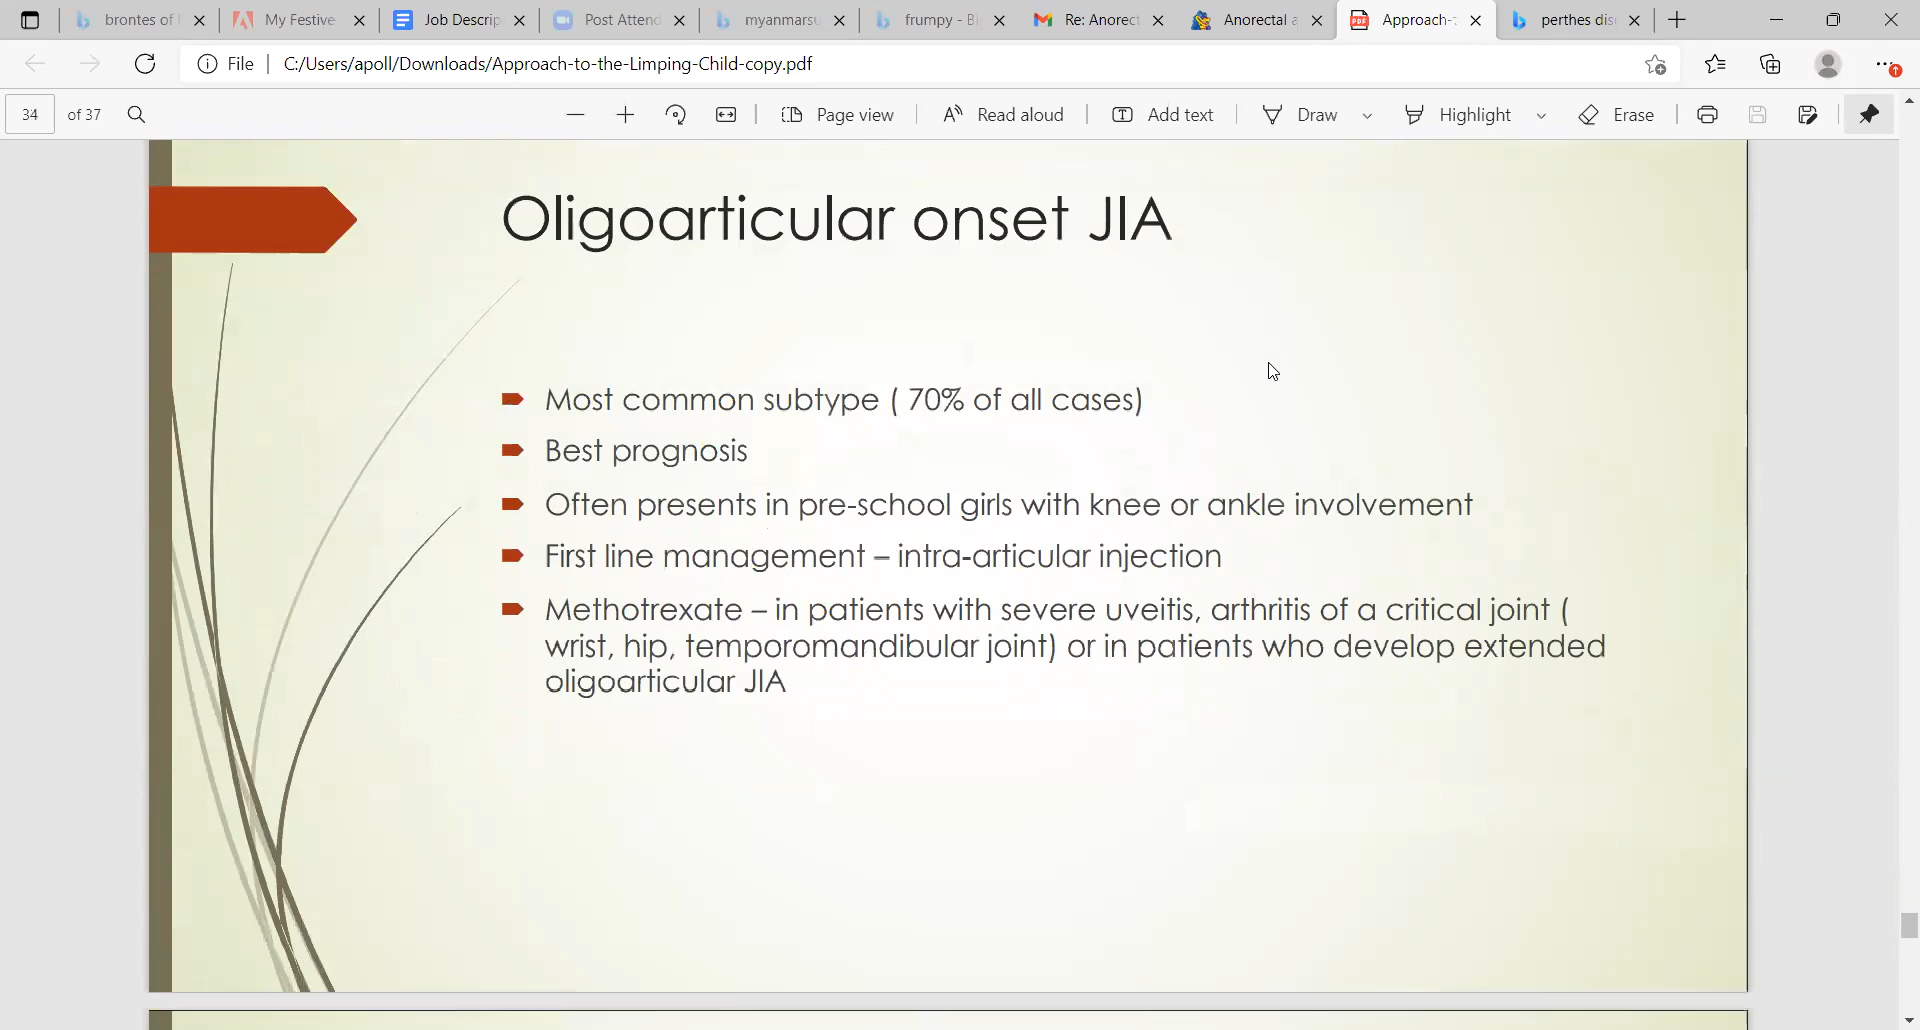 brontes of
My Festive
Job Descrip
Post Attend
myanmarsu
frumpy - Bi
Re: Anorect
Anorectal a
Approach-t
perthes dis
File
C:/Users/apoll/Downloads/Approach-to-the-Limping-Child-copy.pdf
34 of 37
Page view
Read aloud
Add text
Draw
Highlight
Erase
Oligoarticular onset JIA
Most common subtype ( 70% of all cases)
Best prognosis
Often presents in pre-school girls with knee or ankle involvement
First line management – intra-articular injection
Methotrexate – in patients with severe uveitis, arthritis of a critical joint (
wrist, hip, temporomandibular joint) or in patients who develop extended
oligoarticular JIA